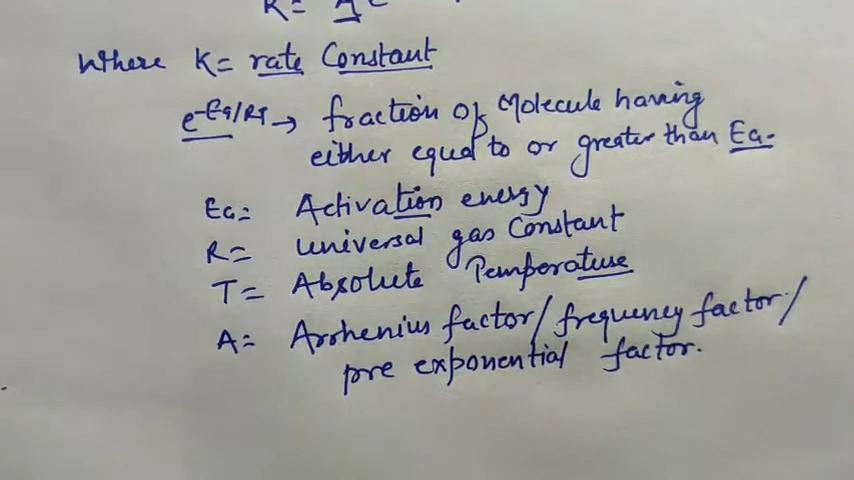 K= A e
Where K= rate Constant
e-Ea/RT → fraction of Molecule having
either equal to or greater than Ea.
Ea= Activation energy
R= universal gas Constant
T= Absolute Temperature
A= Arrhenius factor/frequency factor/
pre exponential factor.